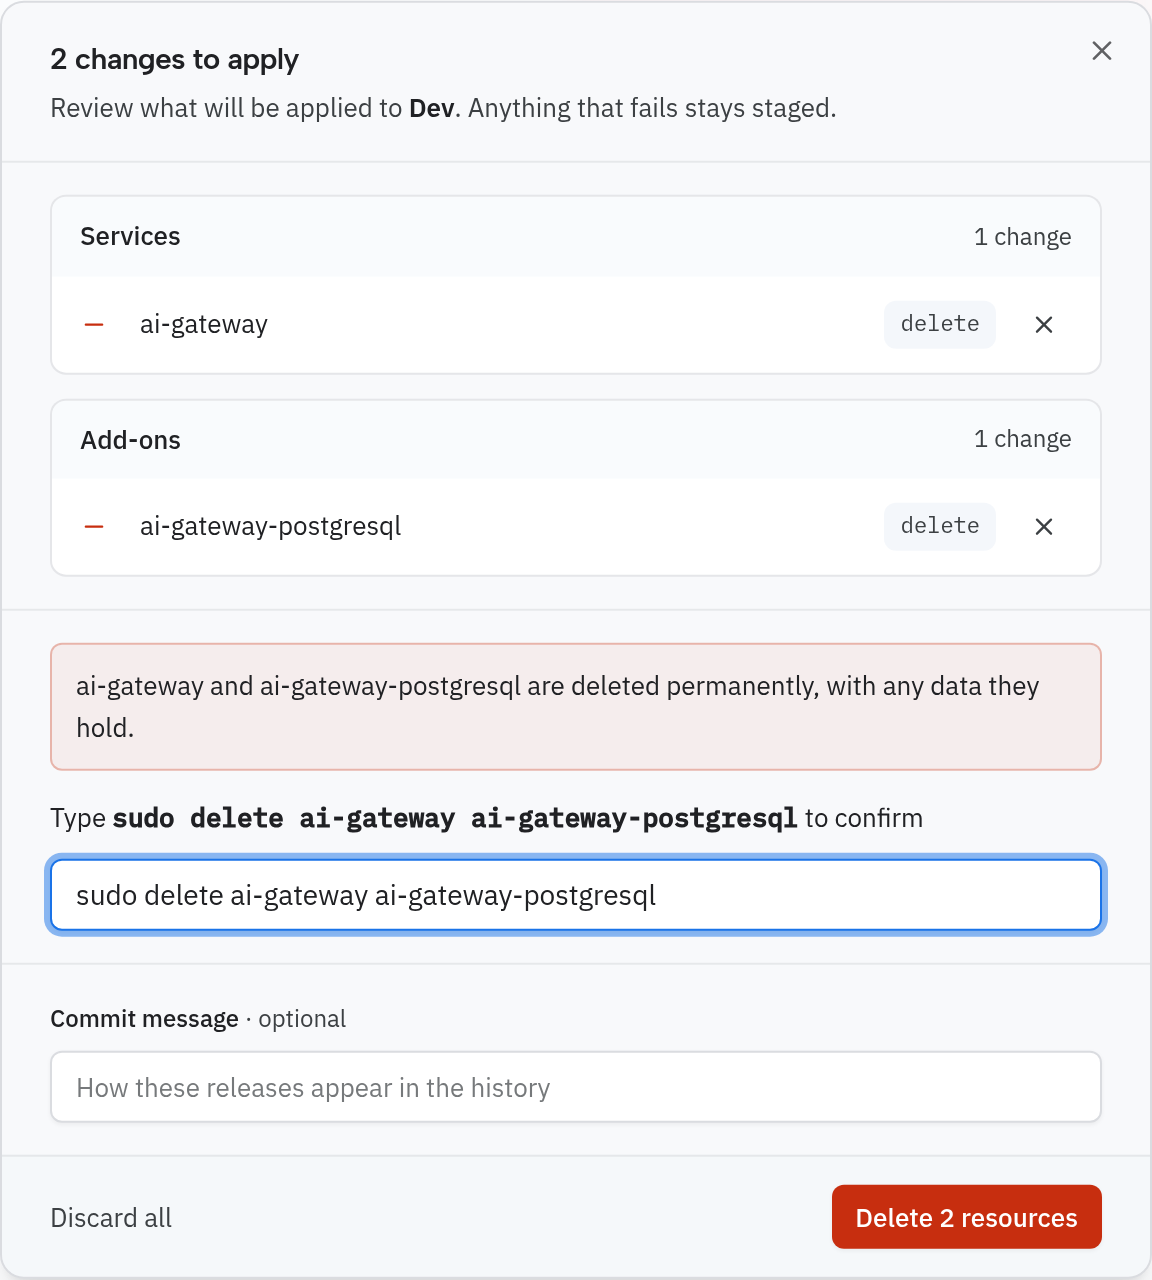 2 changes to apply
Review what will be applied to Dev. Anything that fails stays staged.
Services
1 change
ai-gateway
delete
Add-ons
1 change
ai-gateway-postgresql
delete
ai-gateway and ai-gateway-postgresql are deleted permanently, with any data they
hold.
Type sudo delete ai-gateway ai-gateway-postgresql to confirm
sudo delete ai-gateway ai-gateway-postgresql
Commit message · optional
How these releases appear in the history
Discard all
Delete 2 resources